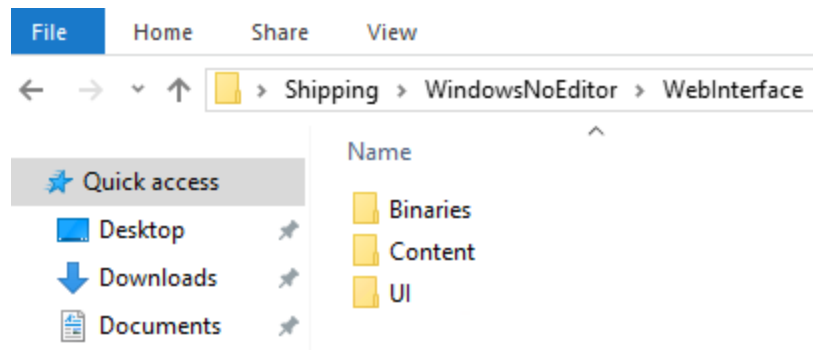 File Home Share View
Shipping > WindowsNoEditor > WebInterface
Name
Quick access
Binaries
Desktop
Content
Downloads
UI
Documents